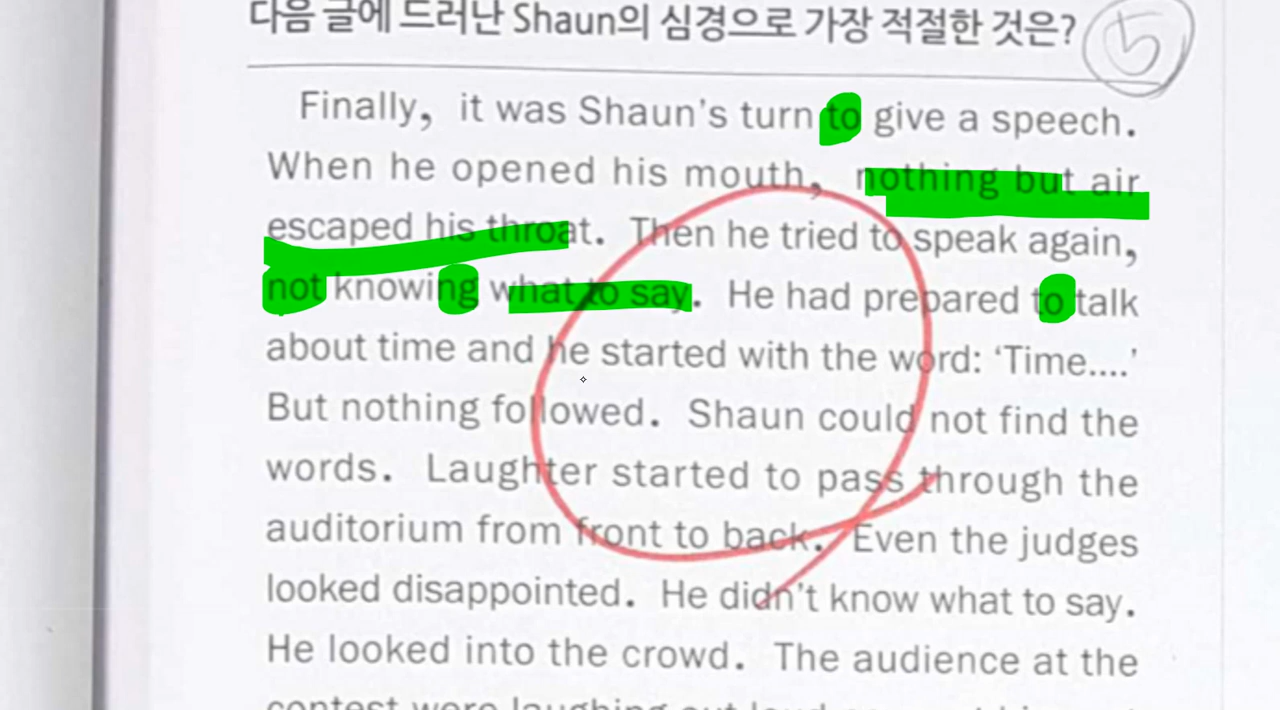 다음 글에 드러난 Shaun의 심경으로 가장 적절한 것은? 5
Finally, it was Shaun's turn to give a speech.
When he opened his mouth, nothing but air
escaped his throat. Then he tried to speak again,
not knowing what to say. He had prepared to talk
about time and he started with the word: ‘Time....’
But nothing followed. Shaun could not find the
words. Laughter started to pass through the
auditorium from front to back. Even the judges
looked disappointed. He didn't know what to say.
He looked into the crowd. The audience at the
contest were laughing out loud